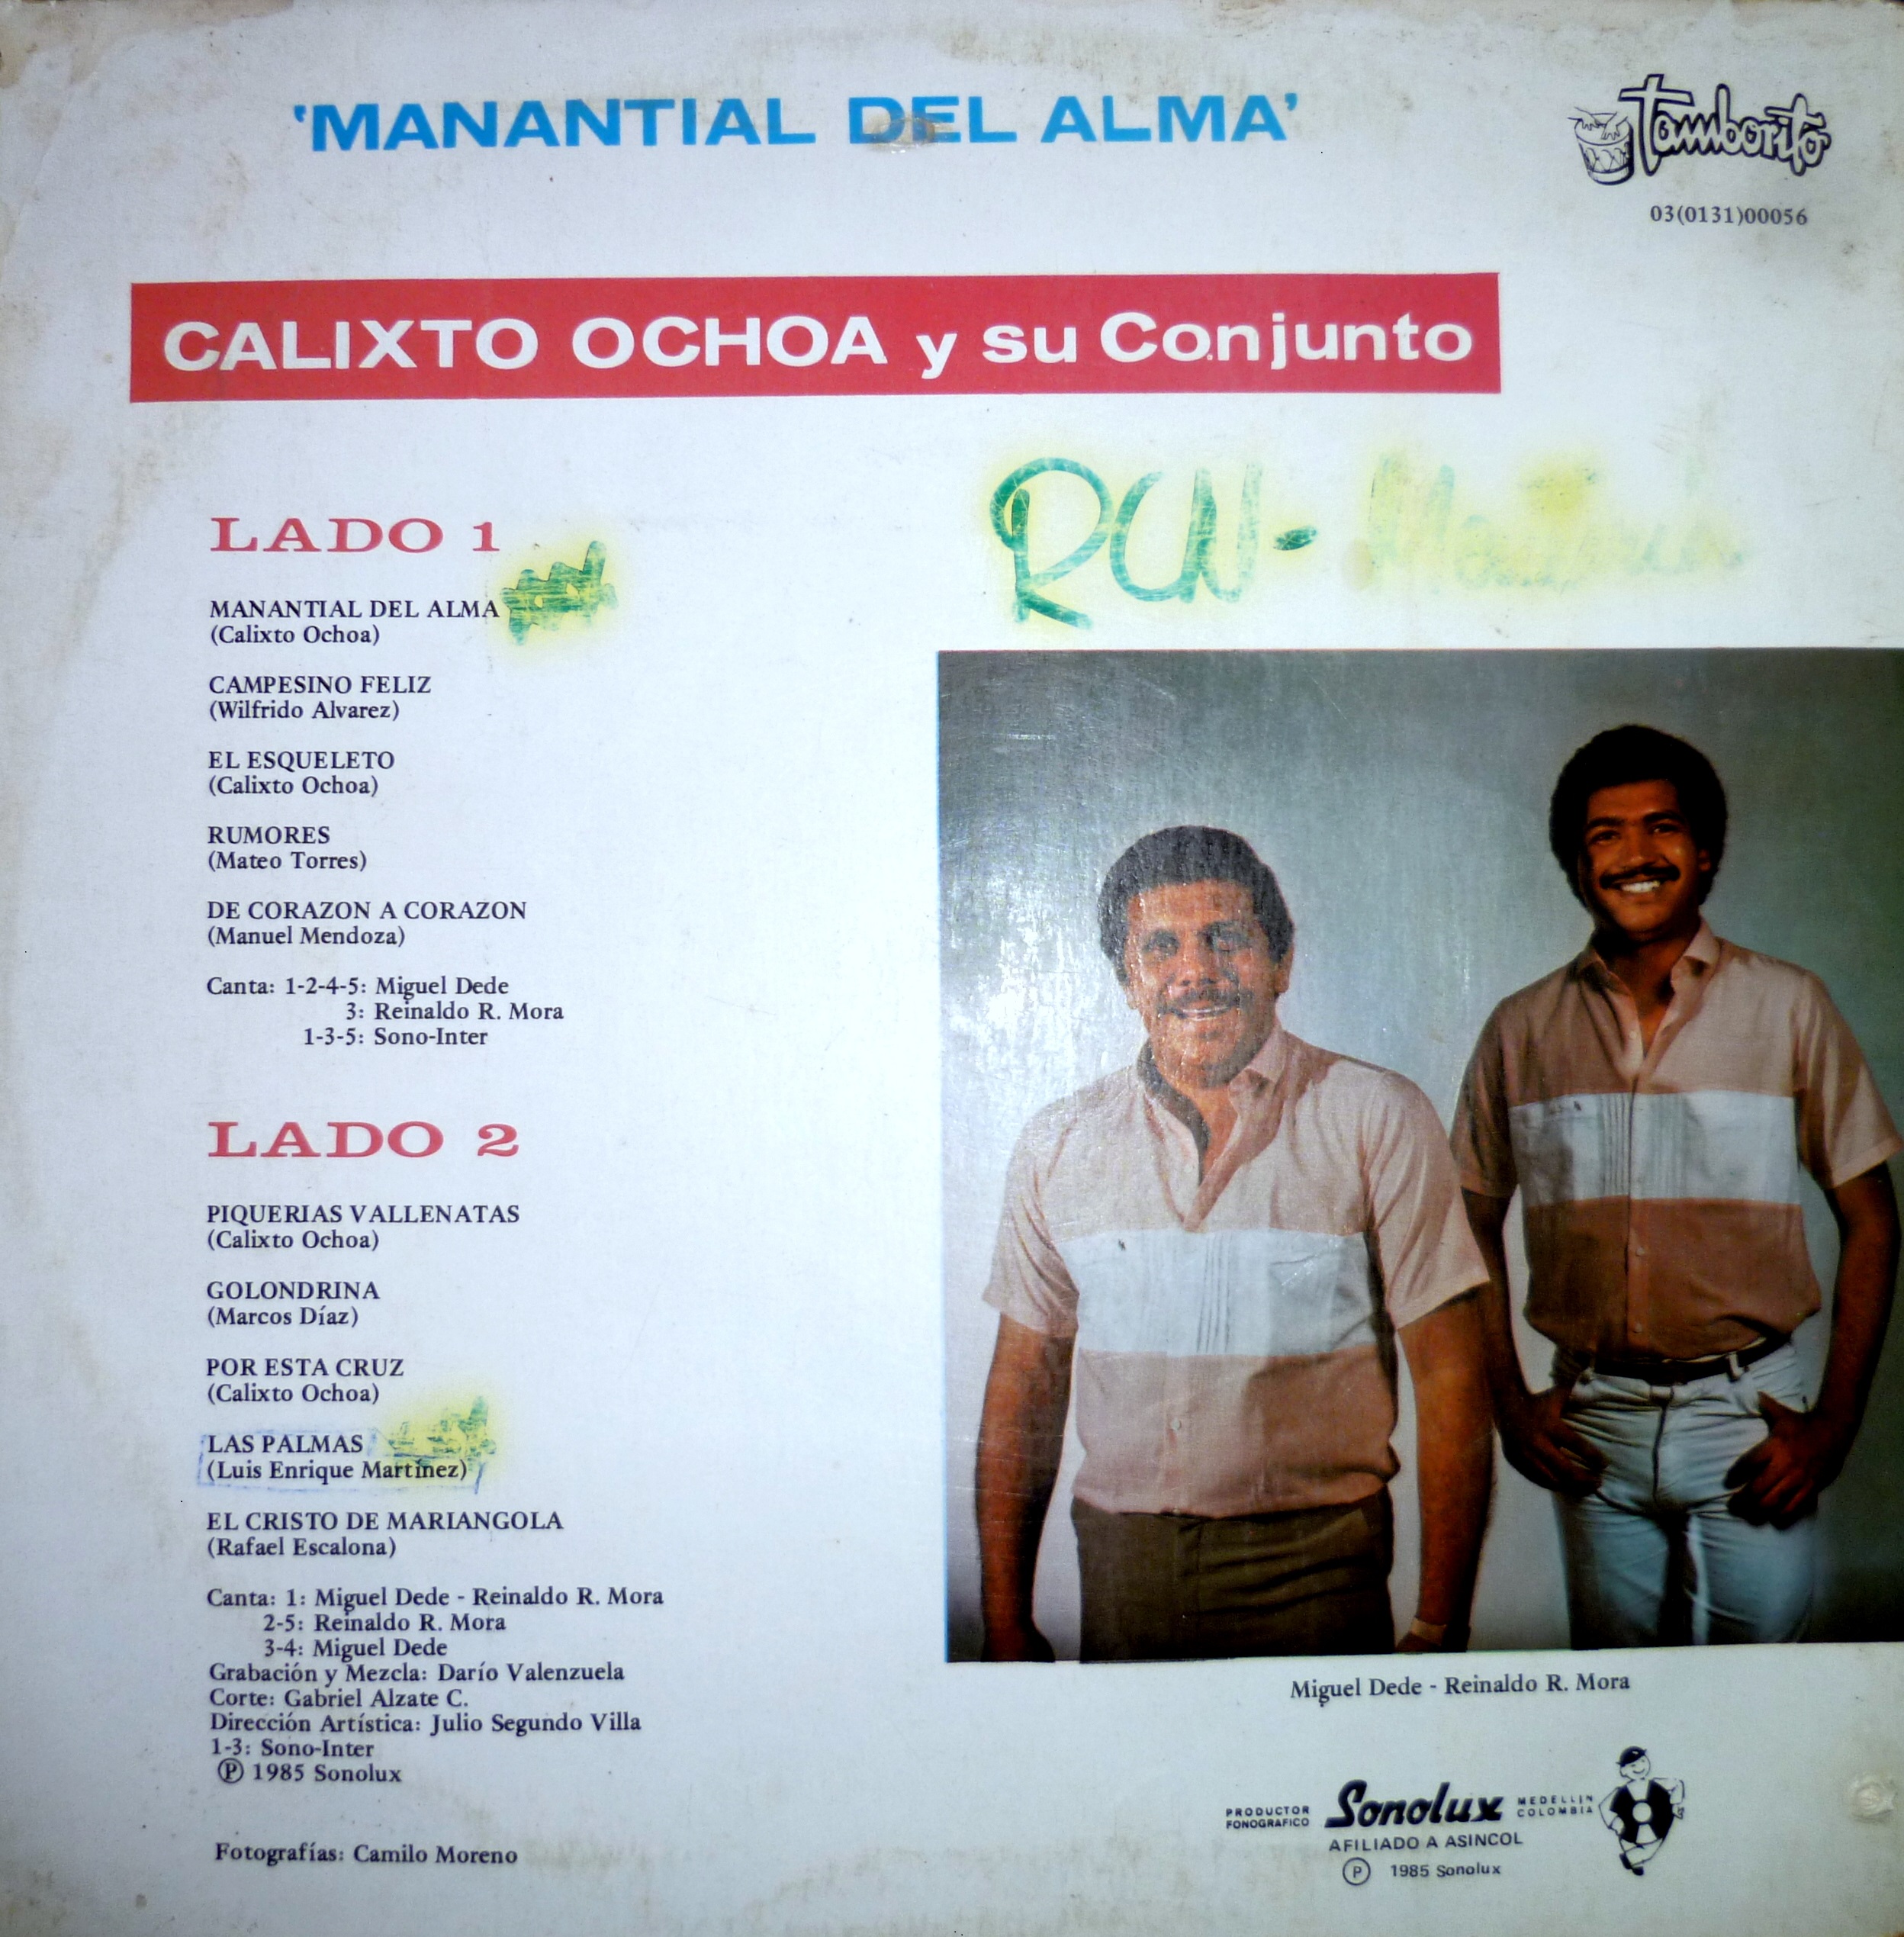 'MANANTIAL DEL ALMA'
Tamborito
03(0131)00056
CALIXTO OCHOA y su Conjunto
RCN-
LADO 1
MANANTIAL DEL ALMA
(Calixto Ochoa)
CAMPESINO FELIZ
(Wilfrido Alvarez)
EL ESQUELETO
(Calixto Ochoa)
RUMORES
(Mateo Torres)
DE CORAZON A CORAZON
(Manuel Mendoza)
Canta: 1-2-4-5: Miguel Dede
3: Reinaldo R. Mora
1-3-5: Sono-Inter
LADO 2
PIQUERIAS VALLENATAS
(Calixto Ochoa)
GOLONDRINA
(Marcos Díaz)
POR ESTA CRUZ
(Calixto Ochoa)
LAS PALMAS
(Luis Enrique Martínez)
EL CRISTO DE MARIANGOLA
(Rafael Escalona)
Canta: 1: Miguel Dede - Reinaldo R. Mora
2-5: Reinaldo R. Mora
3-4: Miguel Dede
Grabación y Mezcla: Darío Valenzuela
Corte: Gabriel Alzate C.
Dirección Artística: Julio Segundo Villa
1-3: Sono-Inter
Ⓟ 1985 Sonolux
Fotografías: Camilo Moreno
Miguel Dede - Reinaldo R. Mora
PRODUCTOR FONOGRAFICO
Sonolux
MEDELLIN COLOMBIA
AFILIADO A ASINCOL
Ⓟ 1985 Sonolux